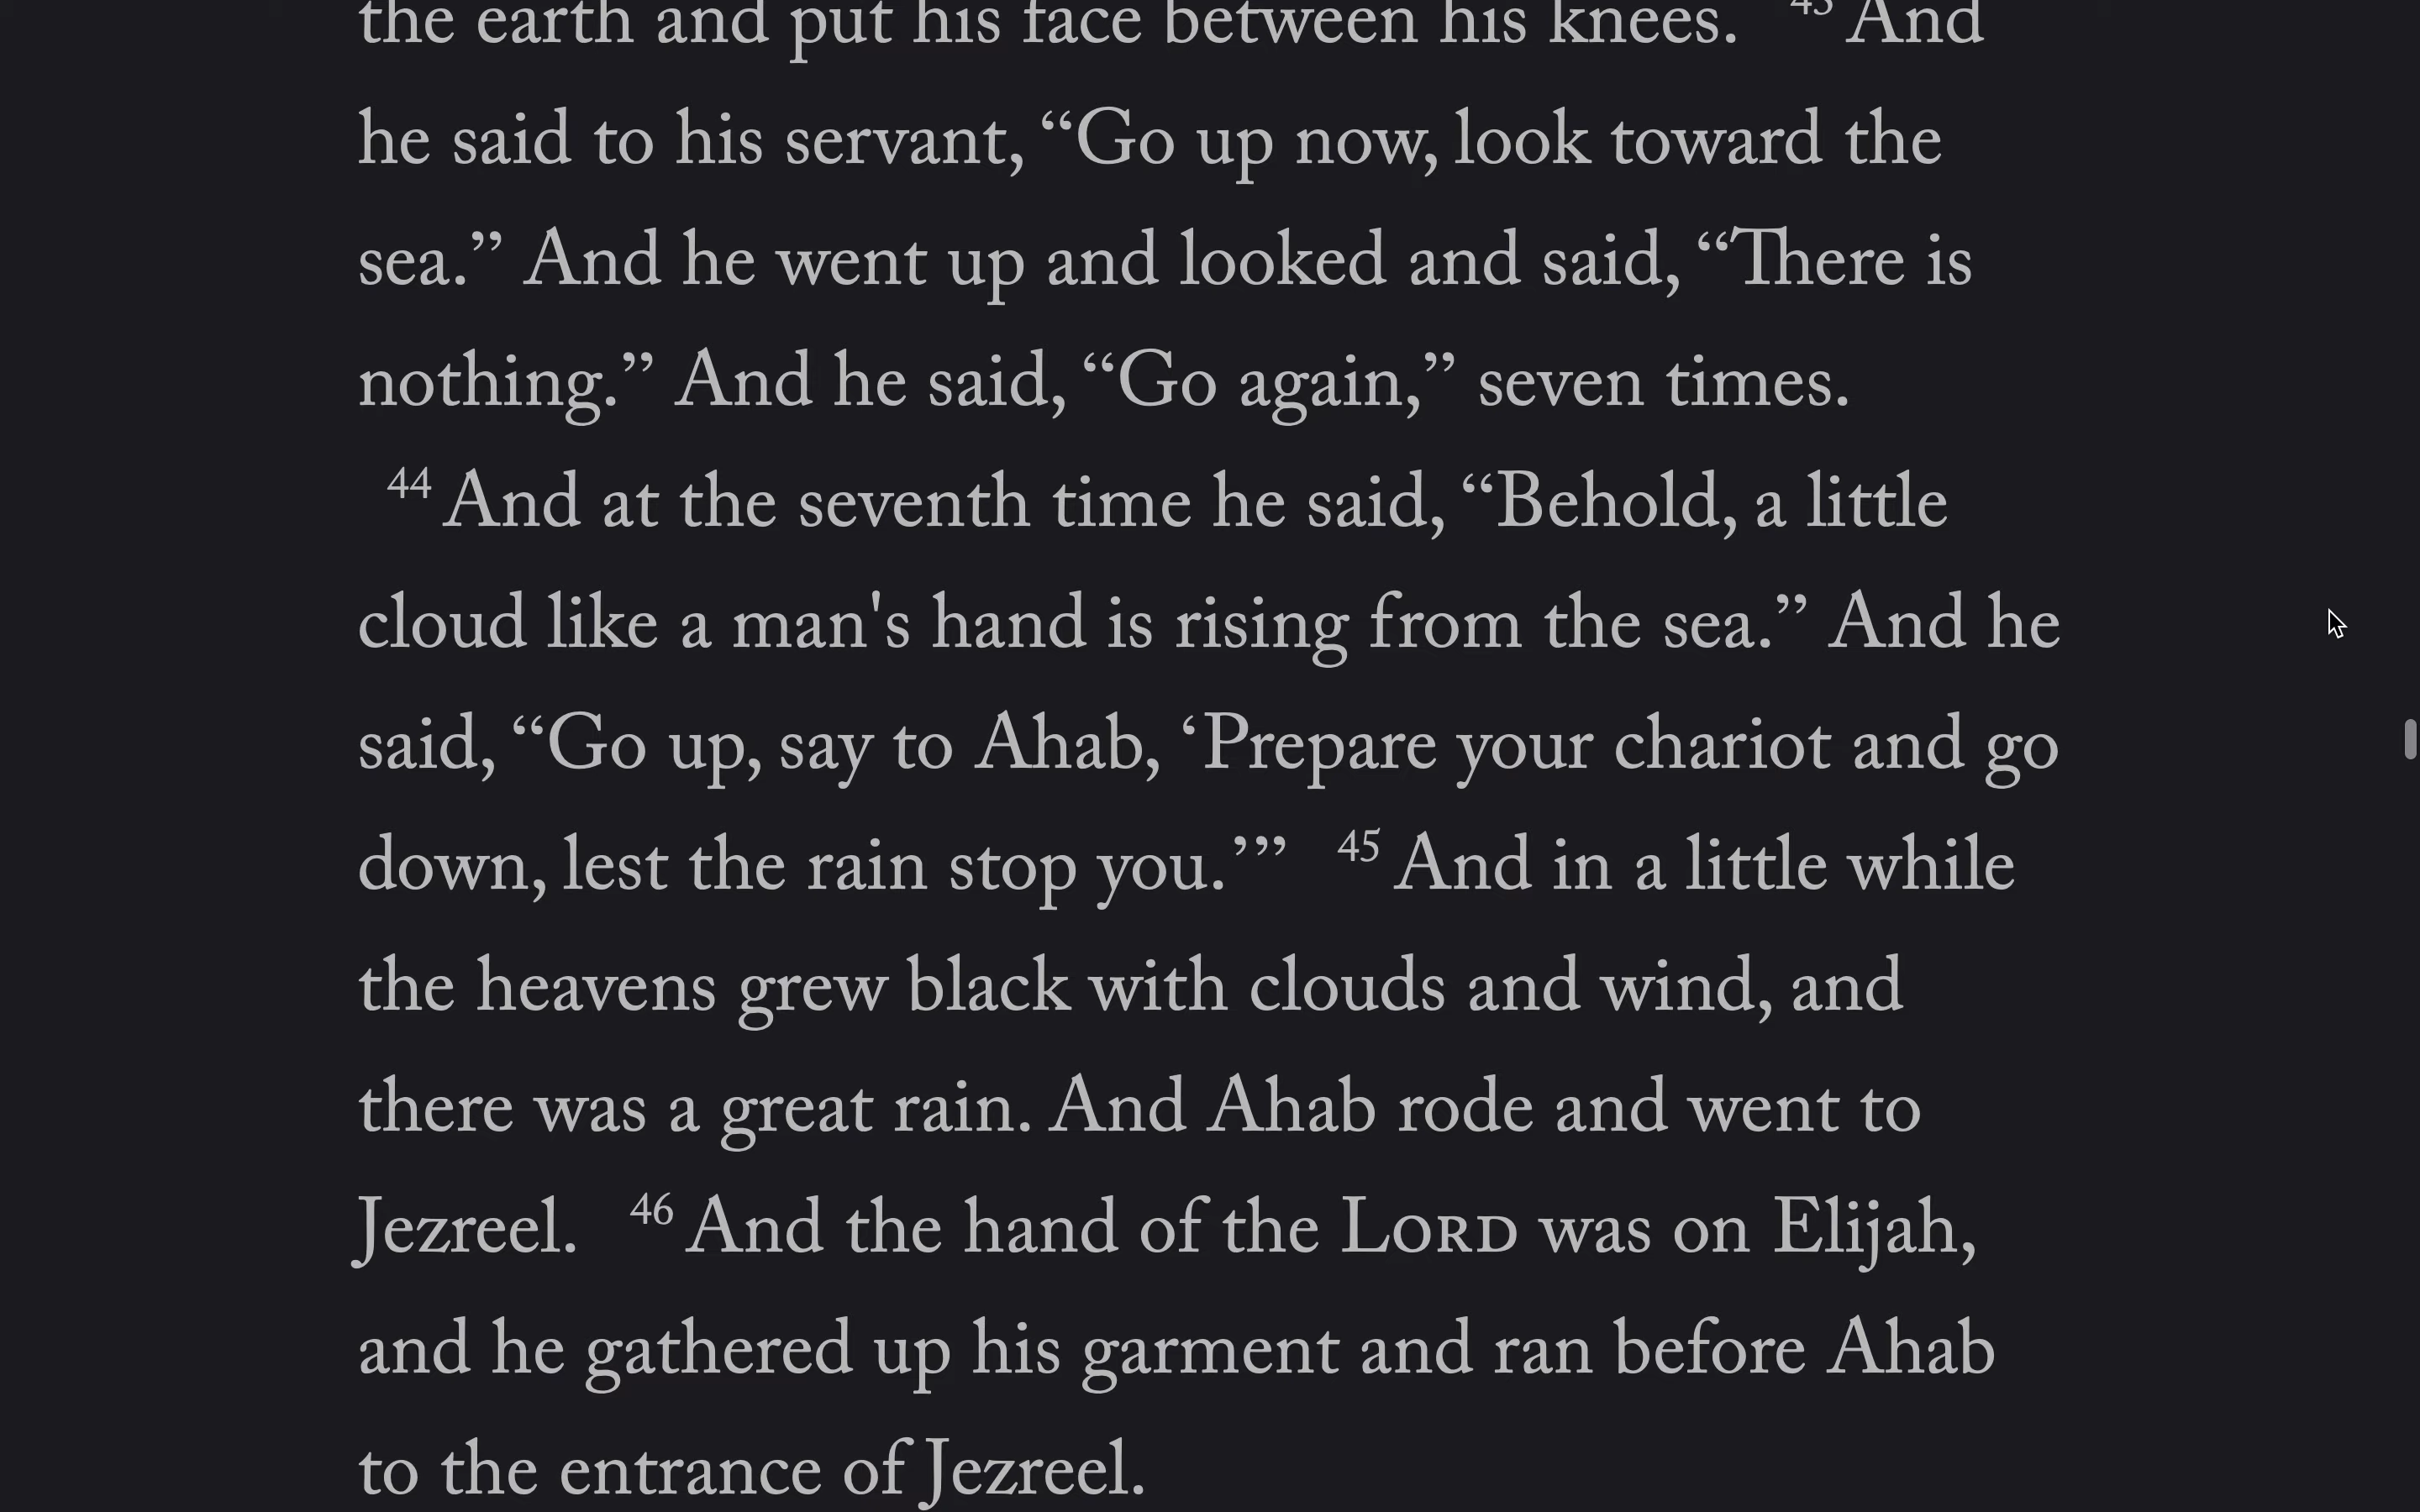 the earth and put his face between his knees. 43 And
he said to his servant, “Go up now, look toward the
sea.” And he went up and looked and said, “There is
nothing.” And he said, “Go again,” seven times.
44 And at the seventh time he said, “Behold, a little
cloud like a man's hand is rising from the sea.” And he
said, “Go up, say to Ahab, ‘Prepare your chariot and go
down, lest the rain stop you.’” 45 And in a little while
the heavens grew black with clouds and wind, and
there was a great rain. And Ahab rode and went to
Jezreel. 46 And the hand of the LORD was on Elijah,
and he gathered up his garment and ran before Ahab
to the entrance of Jezreel.